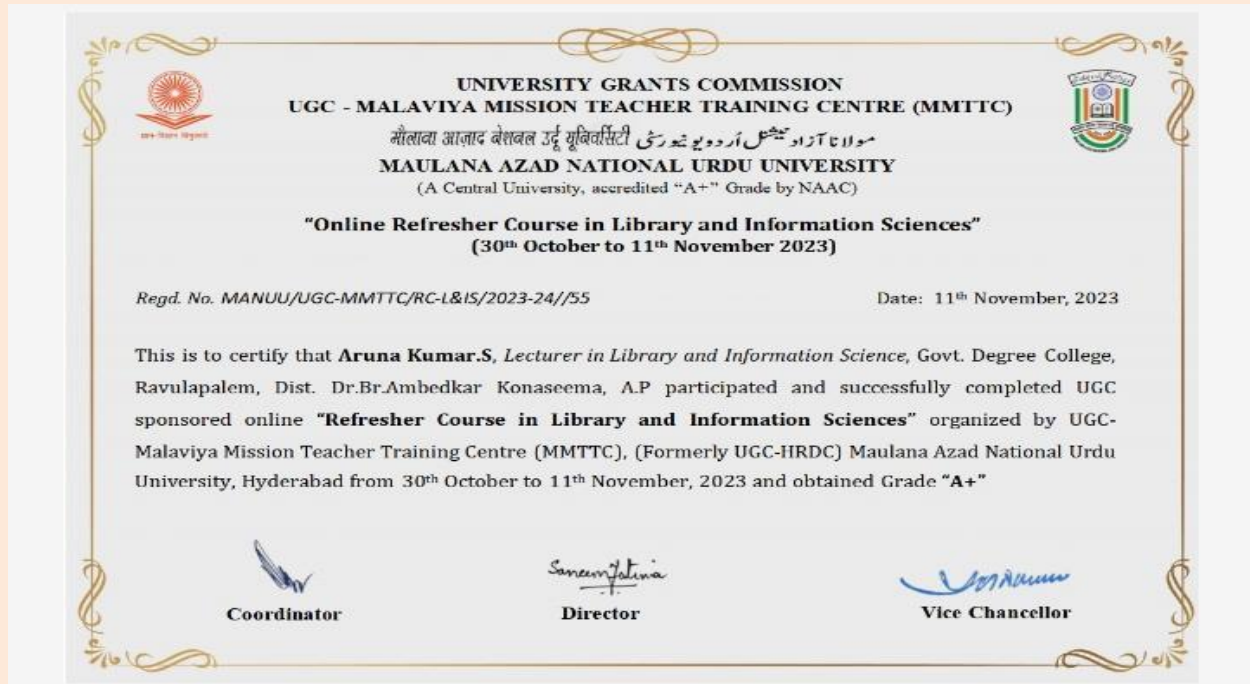 UNIVERSITY GRANTS COMMISSION
UGC - MALAVIYA MISSION TEACHER TRAINING CENTRE (MMTTC)
मौलाना आज़ाद नेशनल उर्दू यूनिवर्सिटी مولانا آزاد نیشنل اُردو یونیورسٹی
MAULANA AZAD NATIONAL URDU UNIVERSITY
(A Central University, accredited “A+” Grade by NAAC)
“Online Refresher Course in Library and Information Sciences”
(30th October to 11th November 2023)
Regd. No. MANUU/UGC-MMTTC/RC-L&IS/2023-24//55 Date: 11th November, 2023
This is to certify that Aruna Kumar.S, Lecturer in Library and Information Science, Govt. Degree College,
Ravulapalem, Dist. Dr.Br.Ambedkar Konaseema, A.P participated and successfully completed UGC
sponsored online “Refresher Course in Library and Information Sciences” organized by UGC-
Malaviya Mission Teacher Training Centre (MMTTC), (Formerly UGC-HRDC) Maulana Azad National Urdu
University, Hyderabad from 30th October to 11th November, 2023 and obtained Grade “A+”
Coordinator
Director
Vice Chancellor